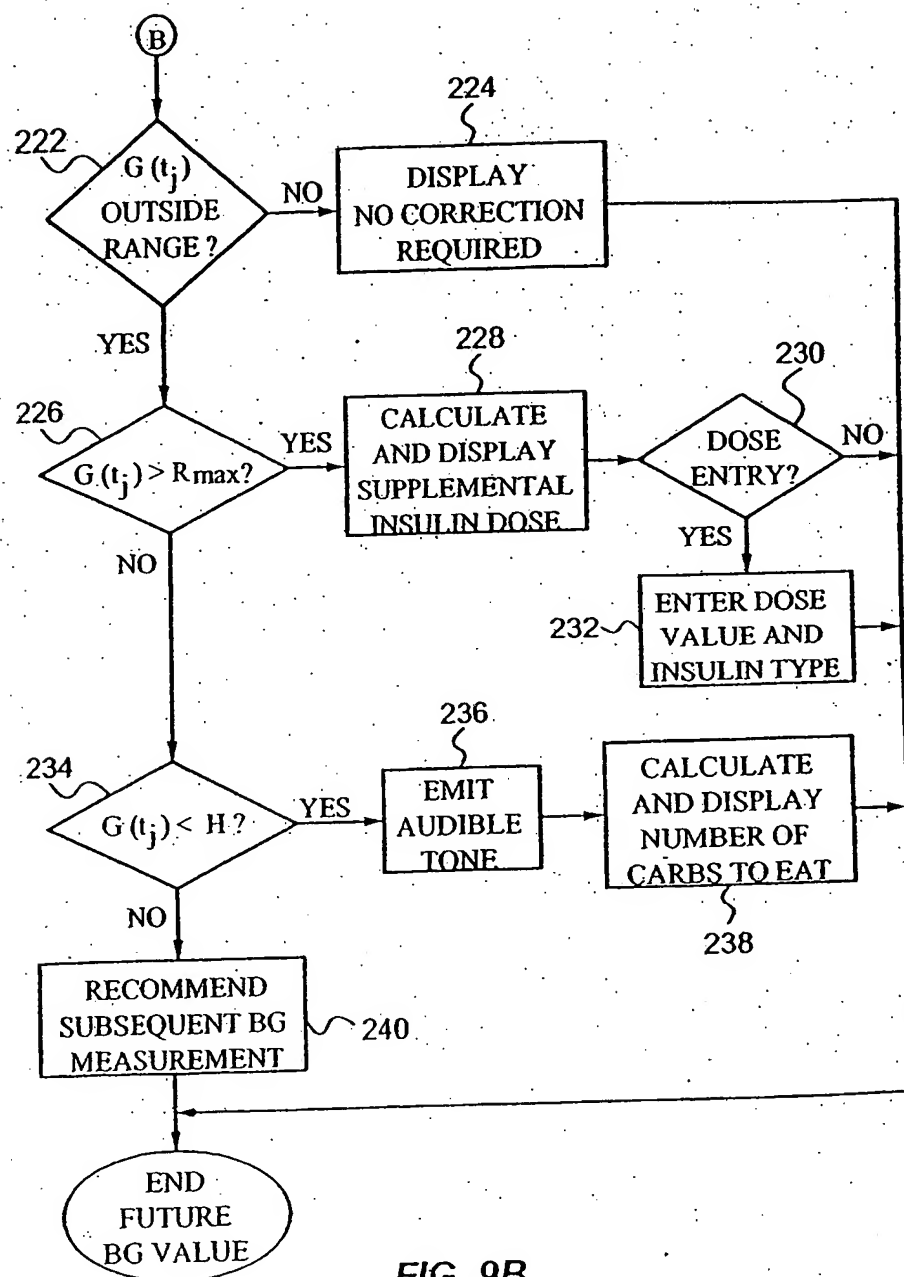 B
222
G(tj)
OUTSIDE
RANGE?
NO
224
DISPLAY
NO CORRECTION
REQUIRED
YES
226
G(tj) > Rmax?
YES
228
CALCULATE
AND DISPLAY
SUPPLEMENTAL
INSULIN DOSE
230
DOSE
ENTRY?
NO
YES
232
ENTER DOSE
VALUE AND
INSULIN TYPE
NO
234
G(tj) < H?
YES
236
EMIT
AUDIBLE
TONE
CALCULATE
AND DISPLAY
NUMBER OF
CARBS TO EAT
238
NO
RECOMMEND
SUBSEQUENT BG
MEASUREMENT
240
END
FUTURE
BG VALUE
FIG. 9B